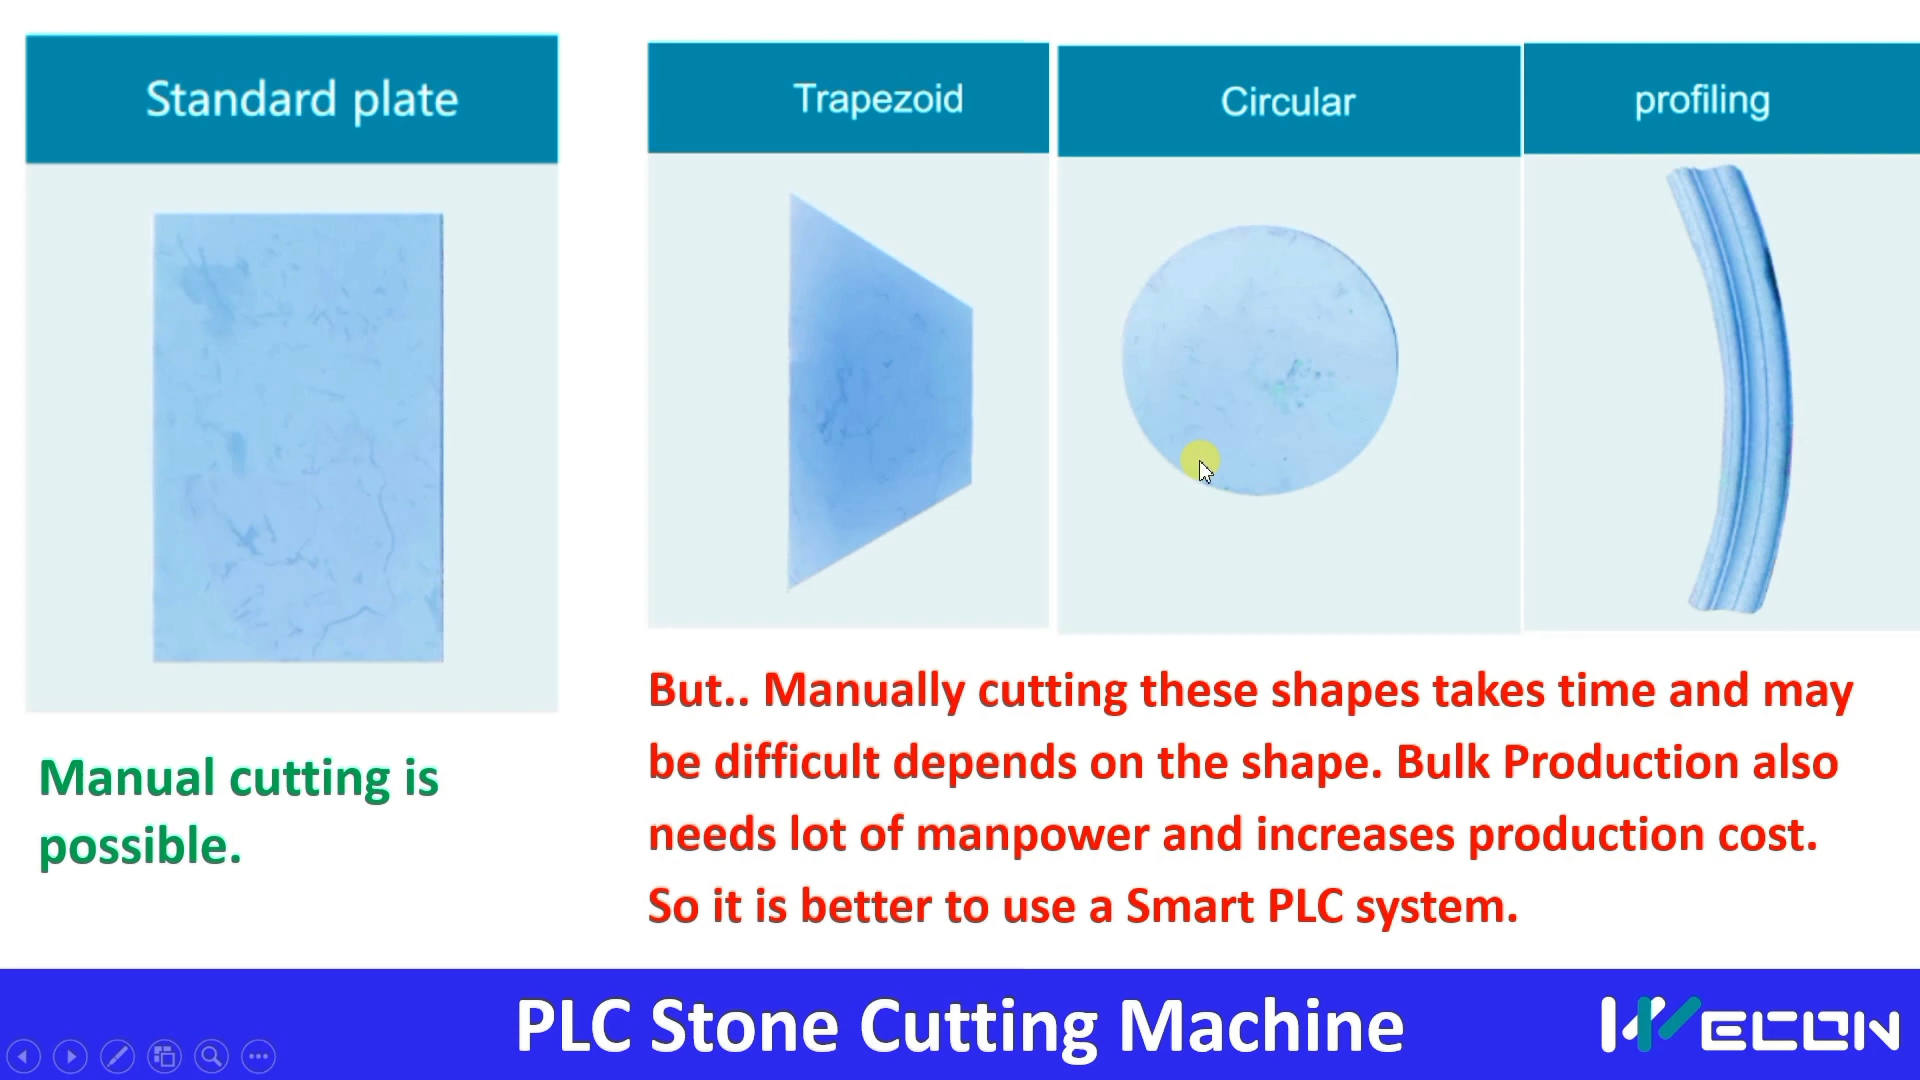 Standard plate
Trapezoid
Circular
profiling
Manual cutting is
possible.
But.. Manually cutting these shapes takes time and may
be difficult depends on the shape. Bulk Production also
needs lot of manpower and increases production cost.
So it is better to use a Smart PLC system.
PLC Stone Cutting Machine
WECON